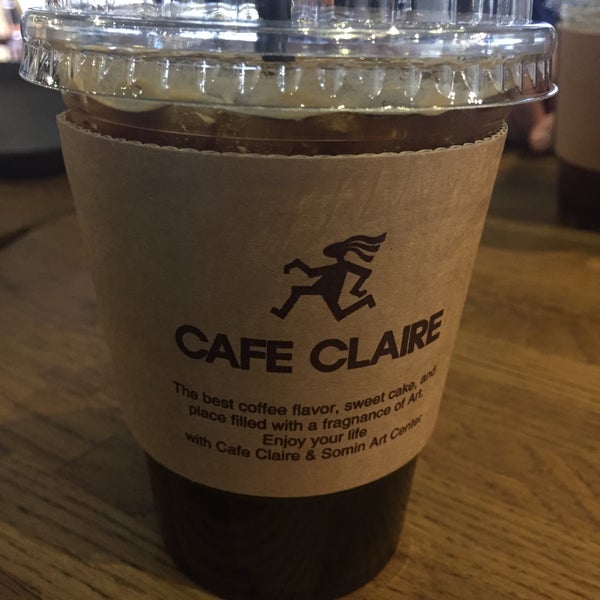 CAFE CLAIRE
The best coffee flavor, sweet cake, and
place filled with a fragnance of Art.
Enjoy your life
with Cafe Claire & Somin Art Center